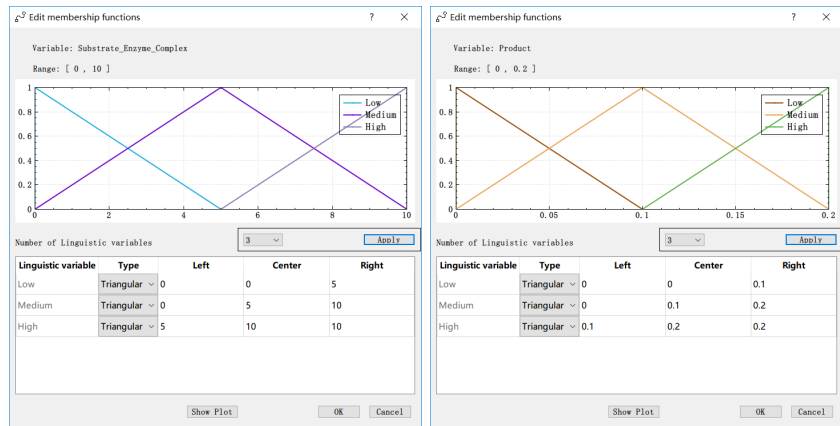 Edit membership functions ? ×
Variable: Substrate_Enzyme_Complex
Range: [ 0 , 10 ]
1
0.8
0.6
0.4
0.2
0
0 2 4 6 8 10
Low
Medium
High
Number of Linguistic variables 3 Apply
Linguistic variable Type Left Center Right
Low Triangular 0 0 5
Medium Triangular 0 5 10
High Triangular 5 10 10
Show Plot OK Cancel
Edit membership functions ? ×
Variable: Product
Range: [ 0 , 0.2 ]
1
0.8
0.6
0.4
0.2
0
0 0.05 0.1 0.15 0.2
Low
Medium
High
Number of Linguistic variables 3 Apply
Linguistic variable Type Left Center Right
Low Triangular 0 0 0.1
Medium Triangular 0 0.1 0.2
High Triangular 0.1 0.2 0.2
Show Plot OK Cancel